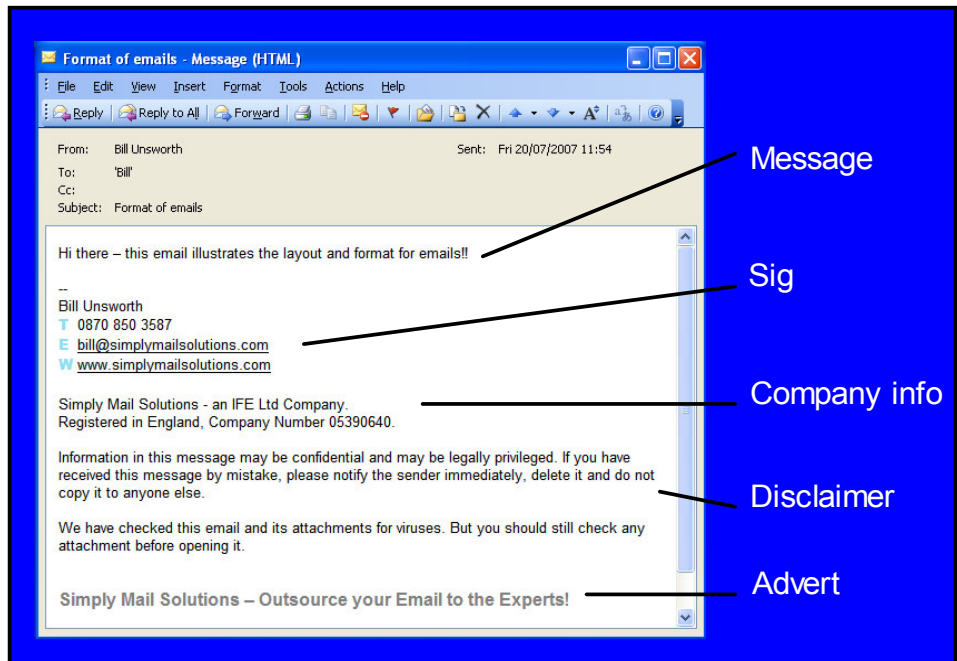 Format of emails - Message (HTML)
File Edit View Insert Format Tools Actions Help
Reply Reply to All Forward
From: Bill Unsworth Sent: Fri 20/07/2007 11:54
To: 'Bill'
Cc:
Subject: Format of emails
Hi there – this email illustrates the layout and format for emails!!
--
Bill Unsworth
T 0870 850 3587
E bill@simplymailsolutions.com
W www.simplymailsolutions.com
Simply Mail Solutions - an IFE Ltd Company.
Registered in England, Company Number 05390640.
Information in this message may be confidential and may be legally privileged. If you have
received this message by mistake, please notify the sender immediately, delete it and do not
copy it to anyone else.
We have checked this email and its attachments for viruses. But you should still check any
attachment before opening it.
Simply Mail Solutions – Outsource your Email to the Experts!
Message
Sig
Company info
Disclaimer
Advert